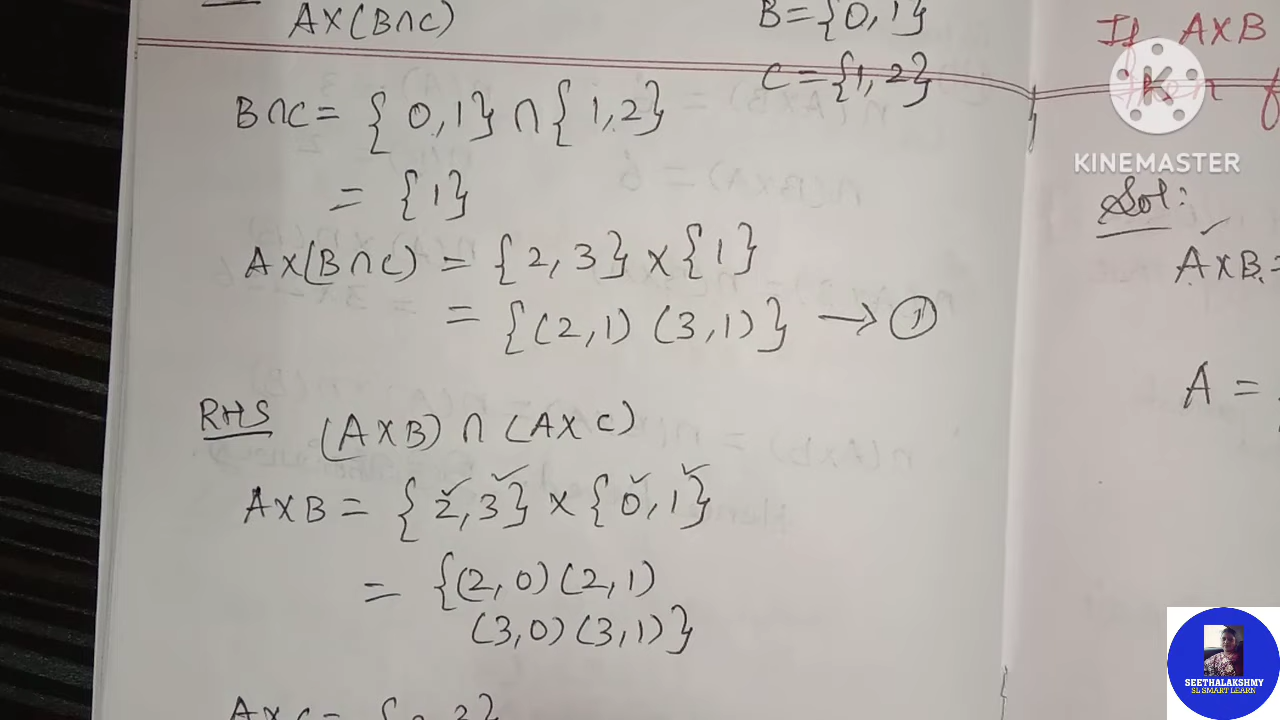 A×(B∩C)
B={0,1}
C={1,2}
B∩C= {0,1}∩{1,2}
= {1}
A×(B∩C) = {2,3}×{1}
= {(2,1)(3,1)} → ①
RHS (A×B)∩(A×C)
A×B = {2,3}×{0,1}
= {(2,0)(2,1)
(3,0)(3,1)}
A×C=
If A×B
then
Sol:
A×B=
A =
K
KINEMASTER
SEETHALAKSHMY
SL SMART LEARN